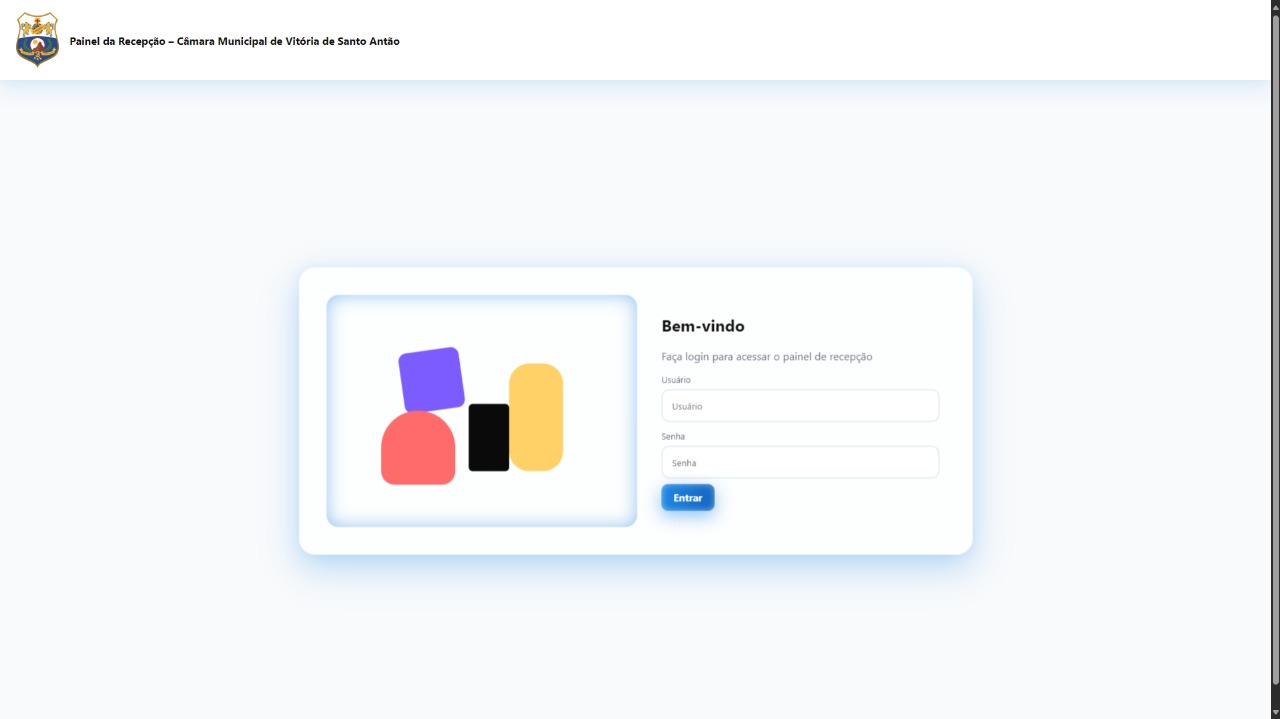 Painel da Recepção – Câmara Municipal de Vitória de Santo Antão
Bem-vindo
Faça login para acessar o painel de recepção
Usuário
Usuário
Senha
Senha
Entrar